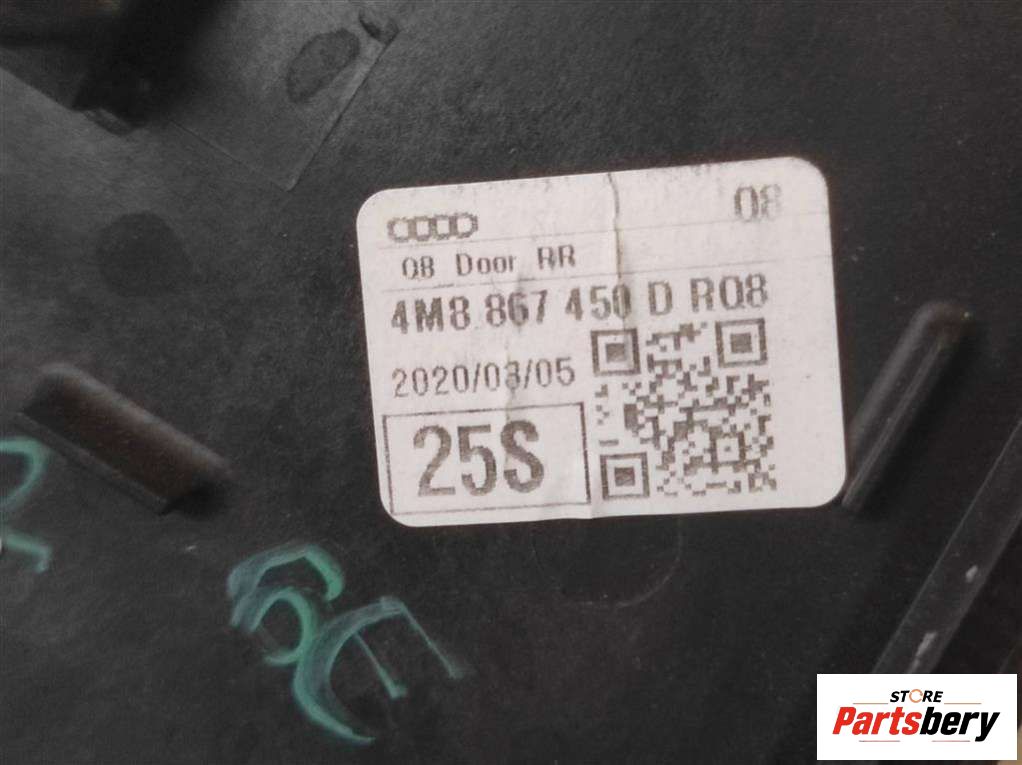 Q8
Q8 Door RR
4M8 867 450 D RQ8
2020/03/05
25S
STORE
Partsbery